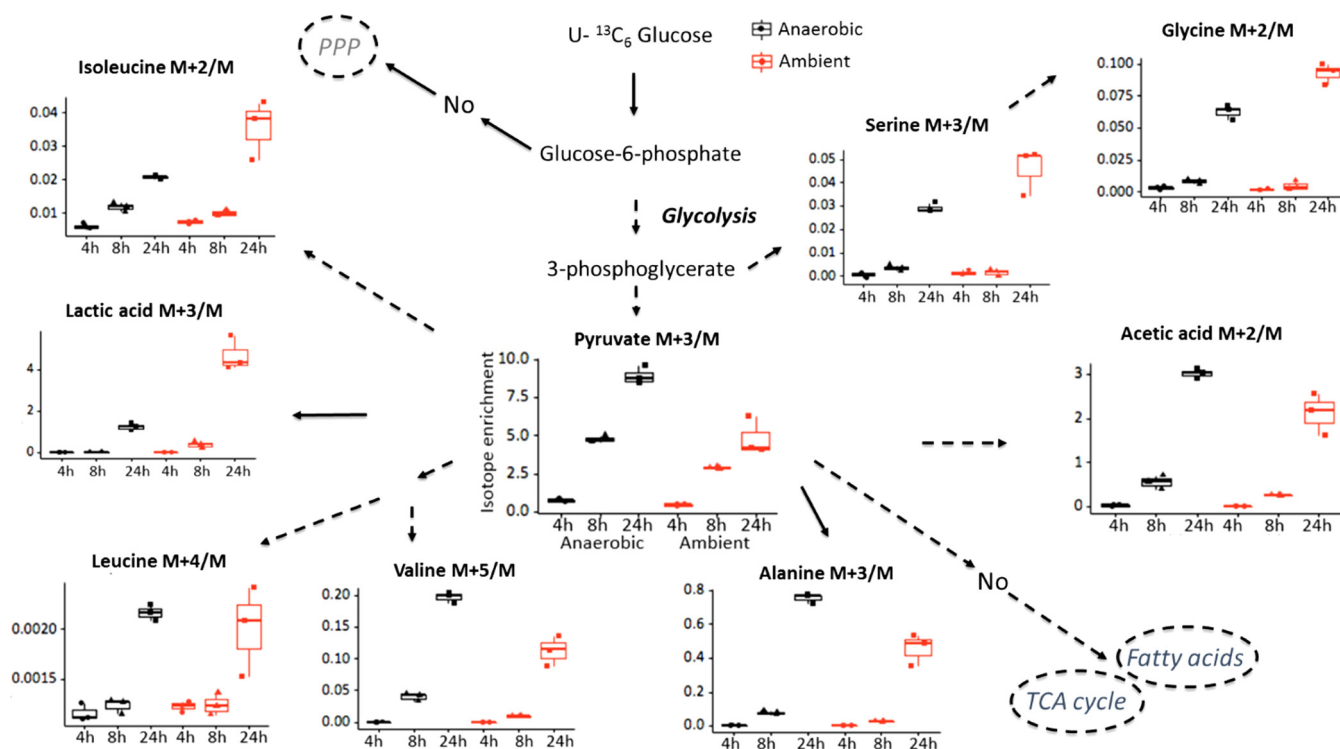 U- ¹³C₆ Glucose
Anaerobic
Ambient
PPP
No
Glucose-6-phosphate
Glycolysis
3-phosphoglycerate
Isoleucine M+2/M
0.04
0.03
0.02
0.01
4h 8h 24h 4h 8h 24h
Serine M+3/M
0.05
0.04
0.03
0.02
0.01
0.00
4h 8h 24h 4h 8h 24h
Glycine M+2/M
0.100
0.075
0.050
0.025
0.000
4h 8h 24h 4h 8h 24h
Lactic acid M+3/M
4
2
0
4h 8h 24h 4h 8h 24h
Pyruvate M+3/M
Isotope enrichment
10.0
7.5
5.0
2.5
0.0
4h 8h 24h 4h 8h 24h
Anaerobic Ambient
Acetic acid M+2/M
3
2
1
0
4h 8h 24h 4h 8h 24h
Leucine M+4/M
0.0020
0.0015
4h 8h 24h 4h 8h 24h
Valine M+5/M
0.20
0.15
0.10
0.05
0.00
4h 8h 24h 4h 8h 24h
Alanine M+3/M
0.8
0.6
0.4
0.2
0.0
4h 8h 24h 4h 8h 24h
No
Fatty acids
TCA cycle